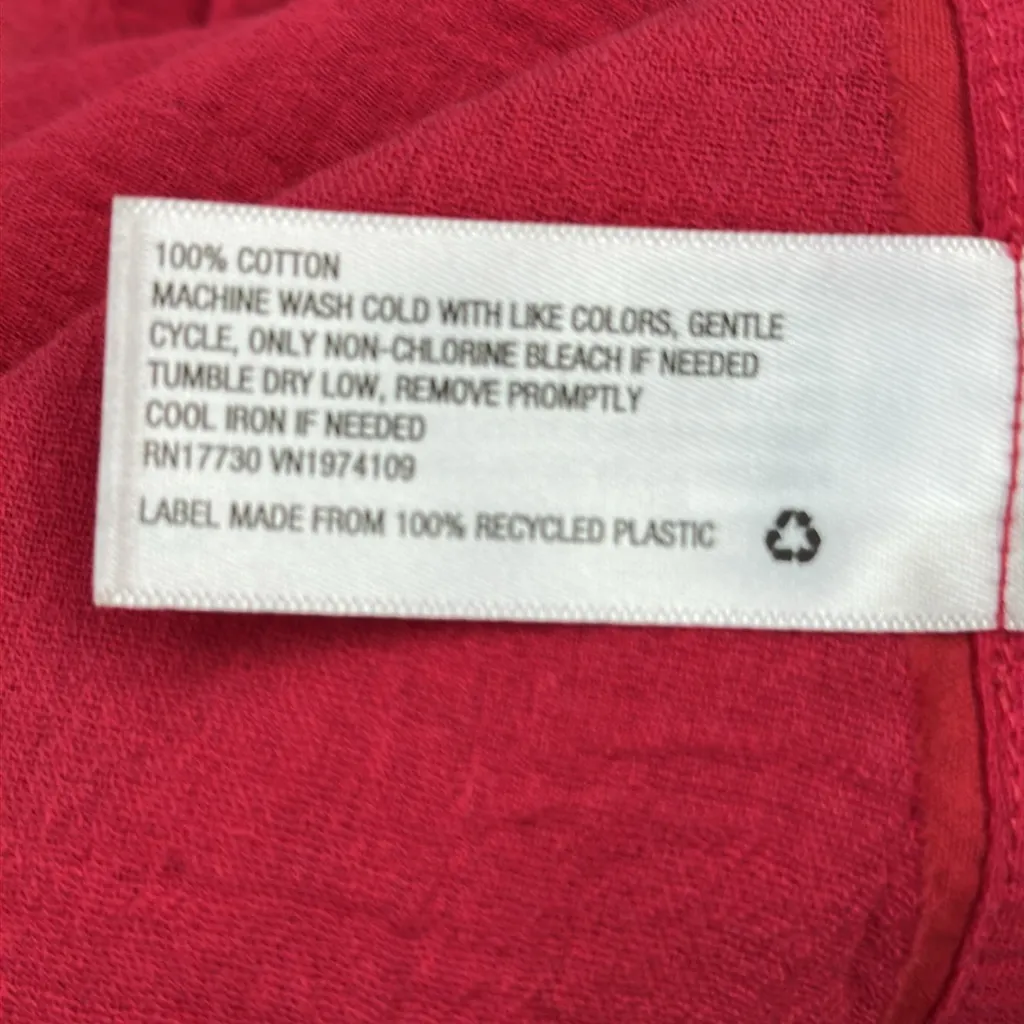 100% COTTON
MACHINE WASH COLD WITH LIKE COLORS, GENTLE
CYCLE, ONLY NON-CHLORINE BLEACH IF NEEDED
TUMBLE DRY LOW, REMOVE PROMPTLY
COOL IRON IF NEEDED
RN17730 VN1974109
LABEL MADE FROM 100% RECYCLED PLASTIC